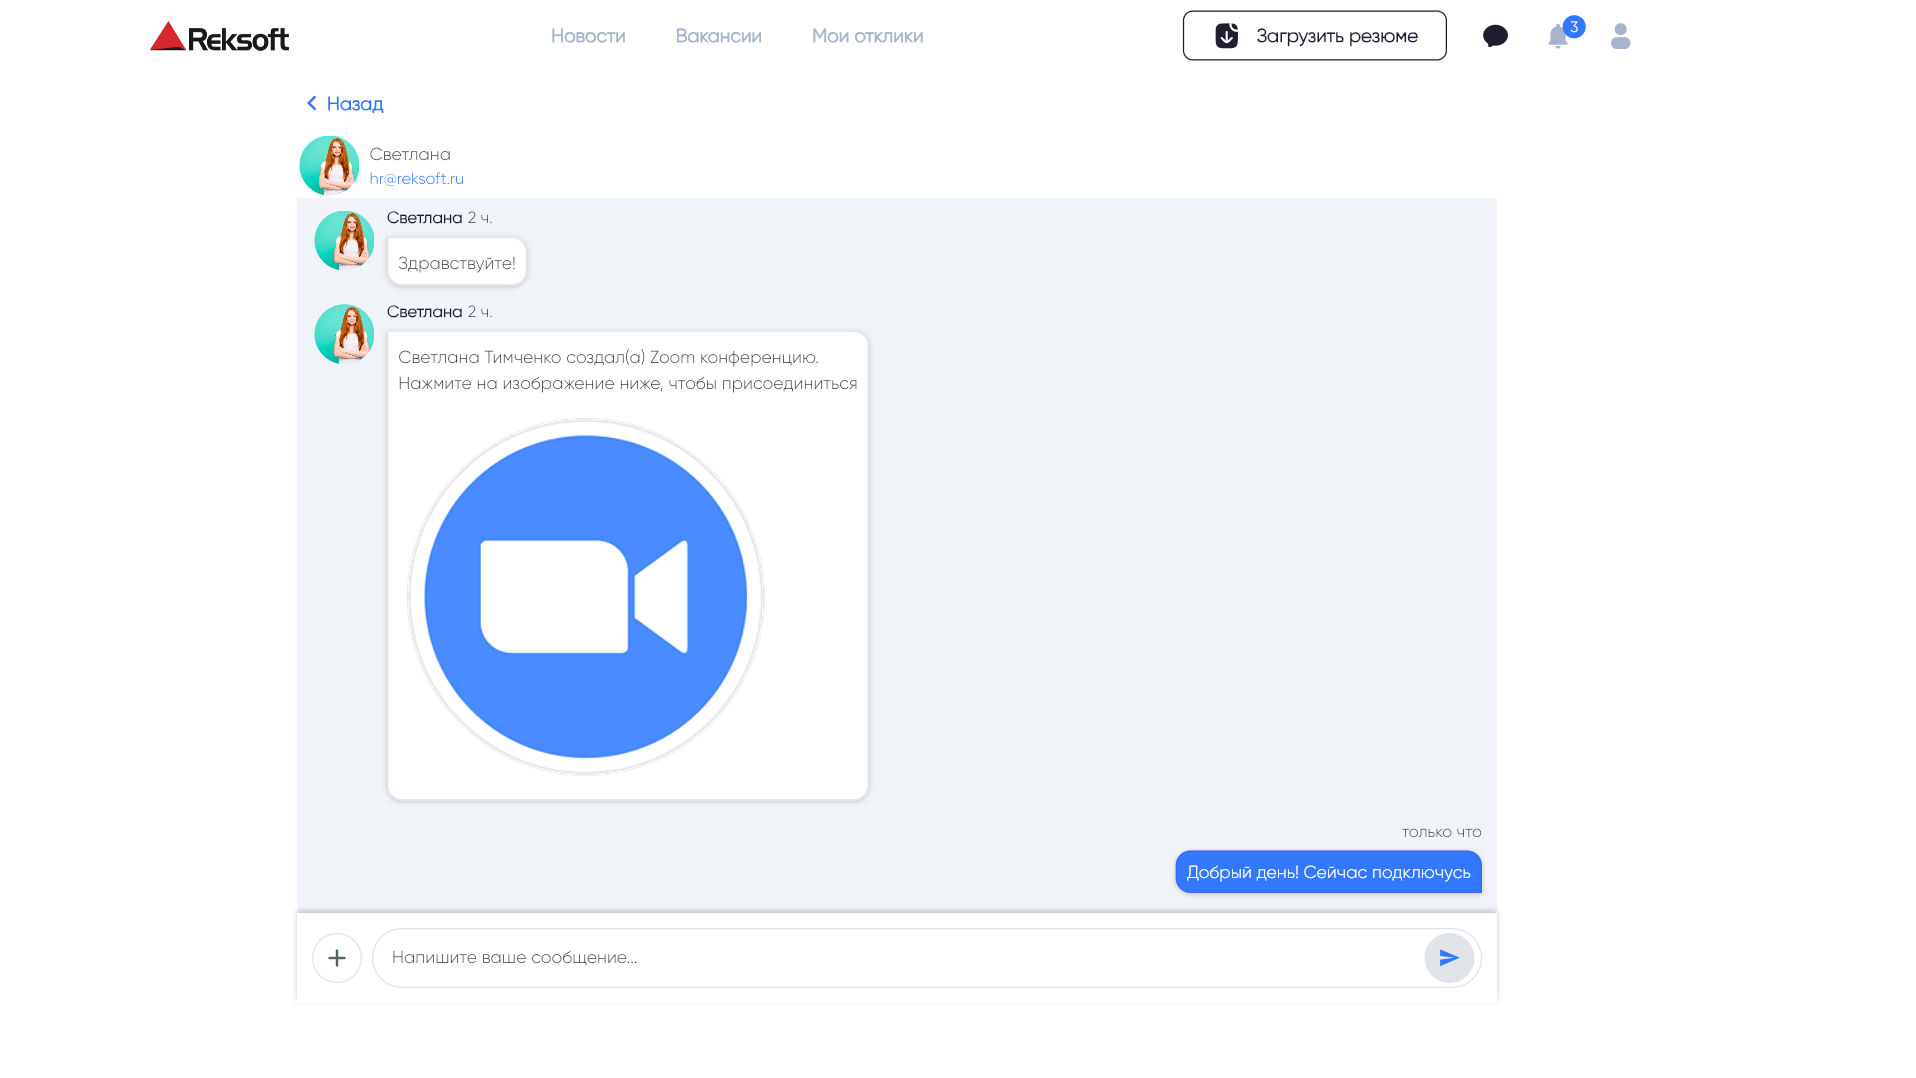 Reksoft
Новости
Вакансии
Мои отклики
Загрузить резюме
3
Назад
Светлана
hr@reksoft.ru
Светлана 2 ч.
Здравствуйте!
Светлана 2 ч.
Светлана Тимченко создал(а) Zoom конференцию.
Нажмите на изображение ниже, чтобы присоединиться
только что
Добрый день! Сейчас подключусь
Напишите ваше сообщение...